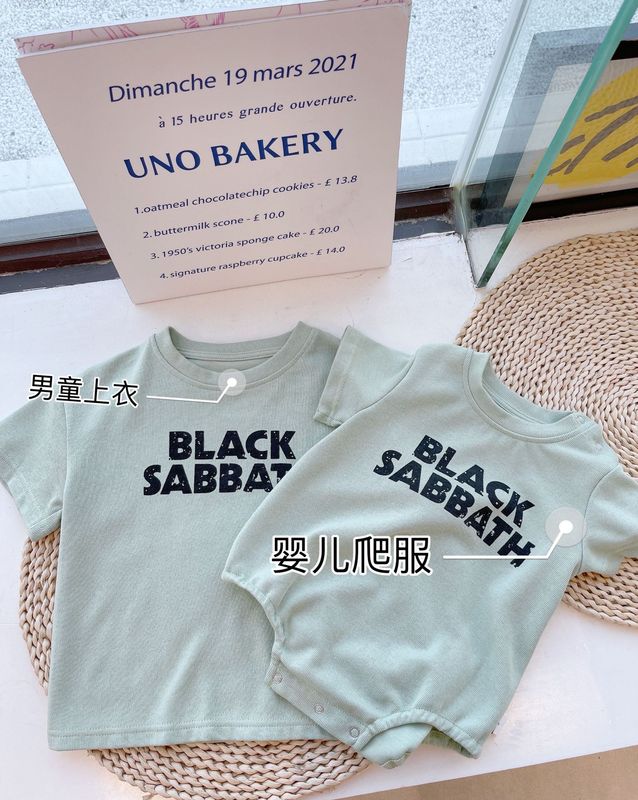 Dimanche 19 mars 2021
à 15 heures grande ouverture.
UNO BAKERY
1.oatmeal chocolatechip cookies - £ 13.8
2.buttermilk scone - £ 10.0
3.1950's victoria sponge cake - £ 20.0
4.signature raspberry cupcake - £ 14.0
男童上衣
BLACK
SABBAT
BLACK
SABBATH
婴儿爬服